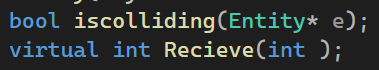 bool iscolliding(Entity* e);
virtual int Recieve(int );